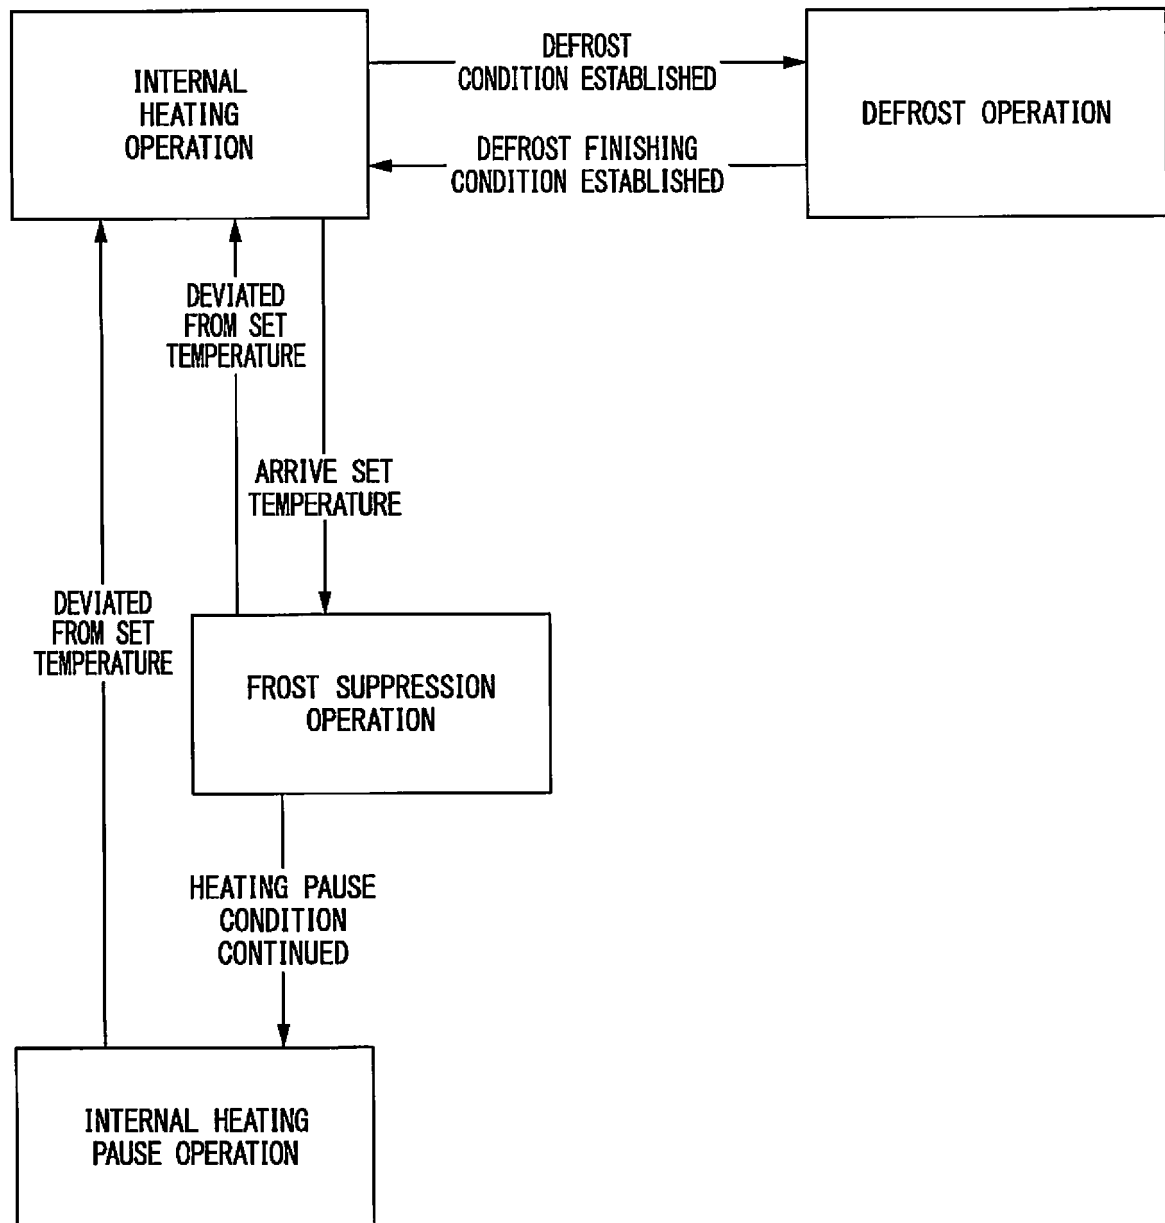 INTERNAL
HEATING
OPERATION
DEFROST
CONDITION ESTABLISHED
DEFROST OPERATION
DEFROST FINISHING
CONDITION ESTABLISHED
DEVIATED
FROM SET
TEMPERATURE
ARRIVE SET
TEMPERATURE
DEVIATED
FROM SET
TEMPERATURE
FROST SUPPRESSION
OPERATION
HEATING PAUSE
CONDITION
CONTINUED
INTERNAL HEATING
PAUSE OPERATION